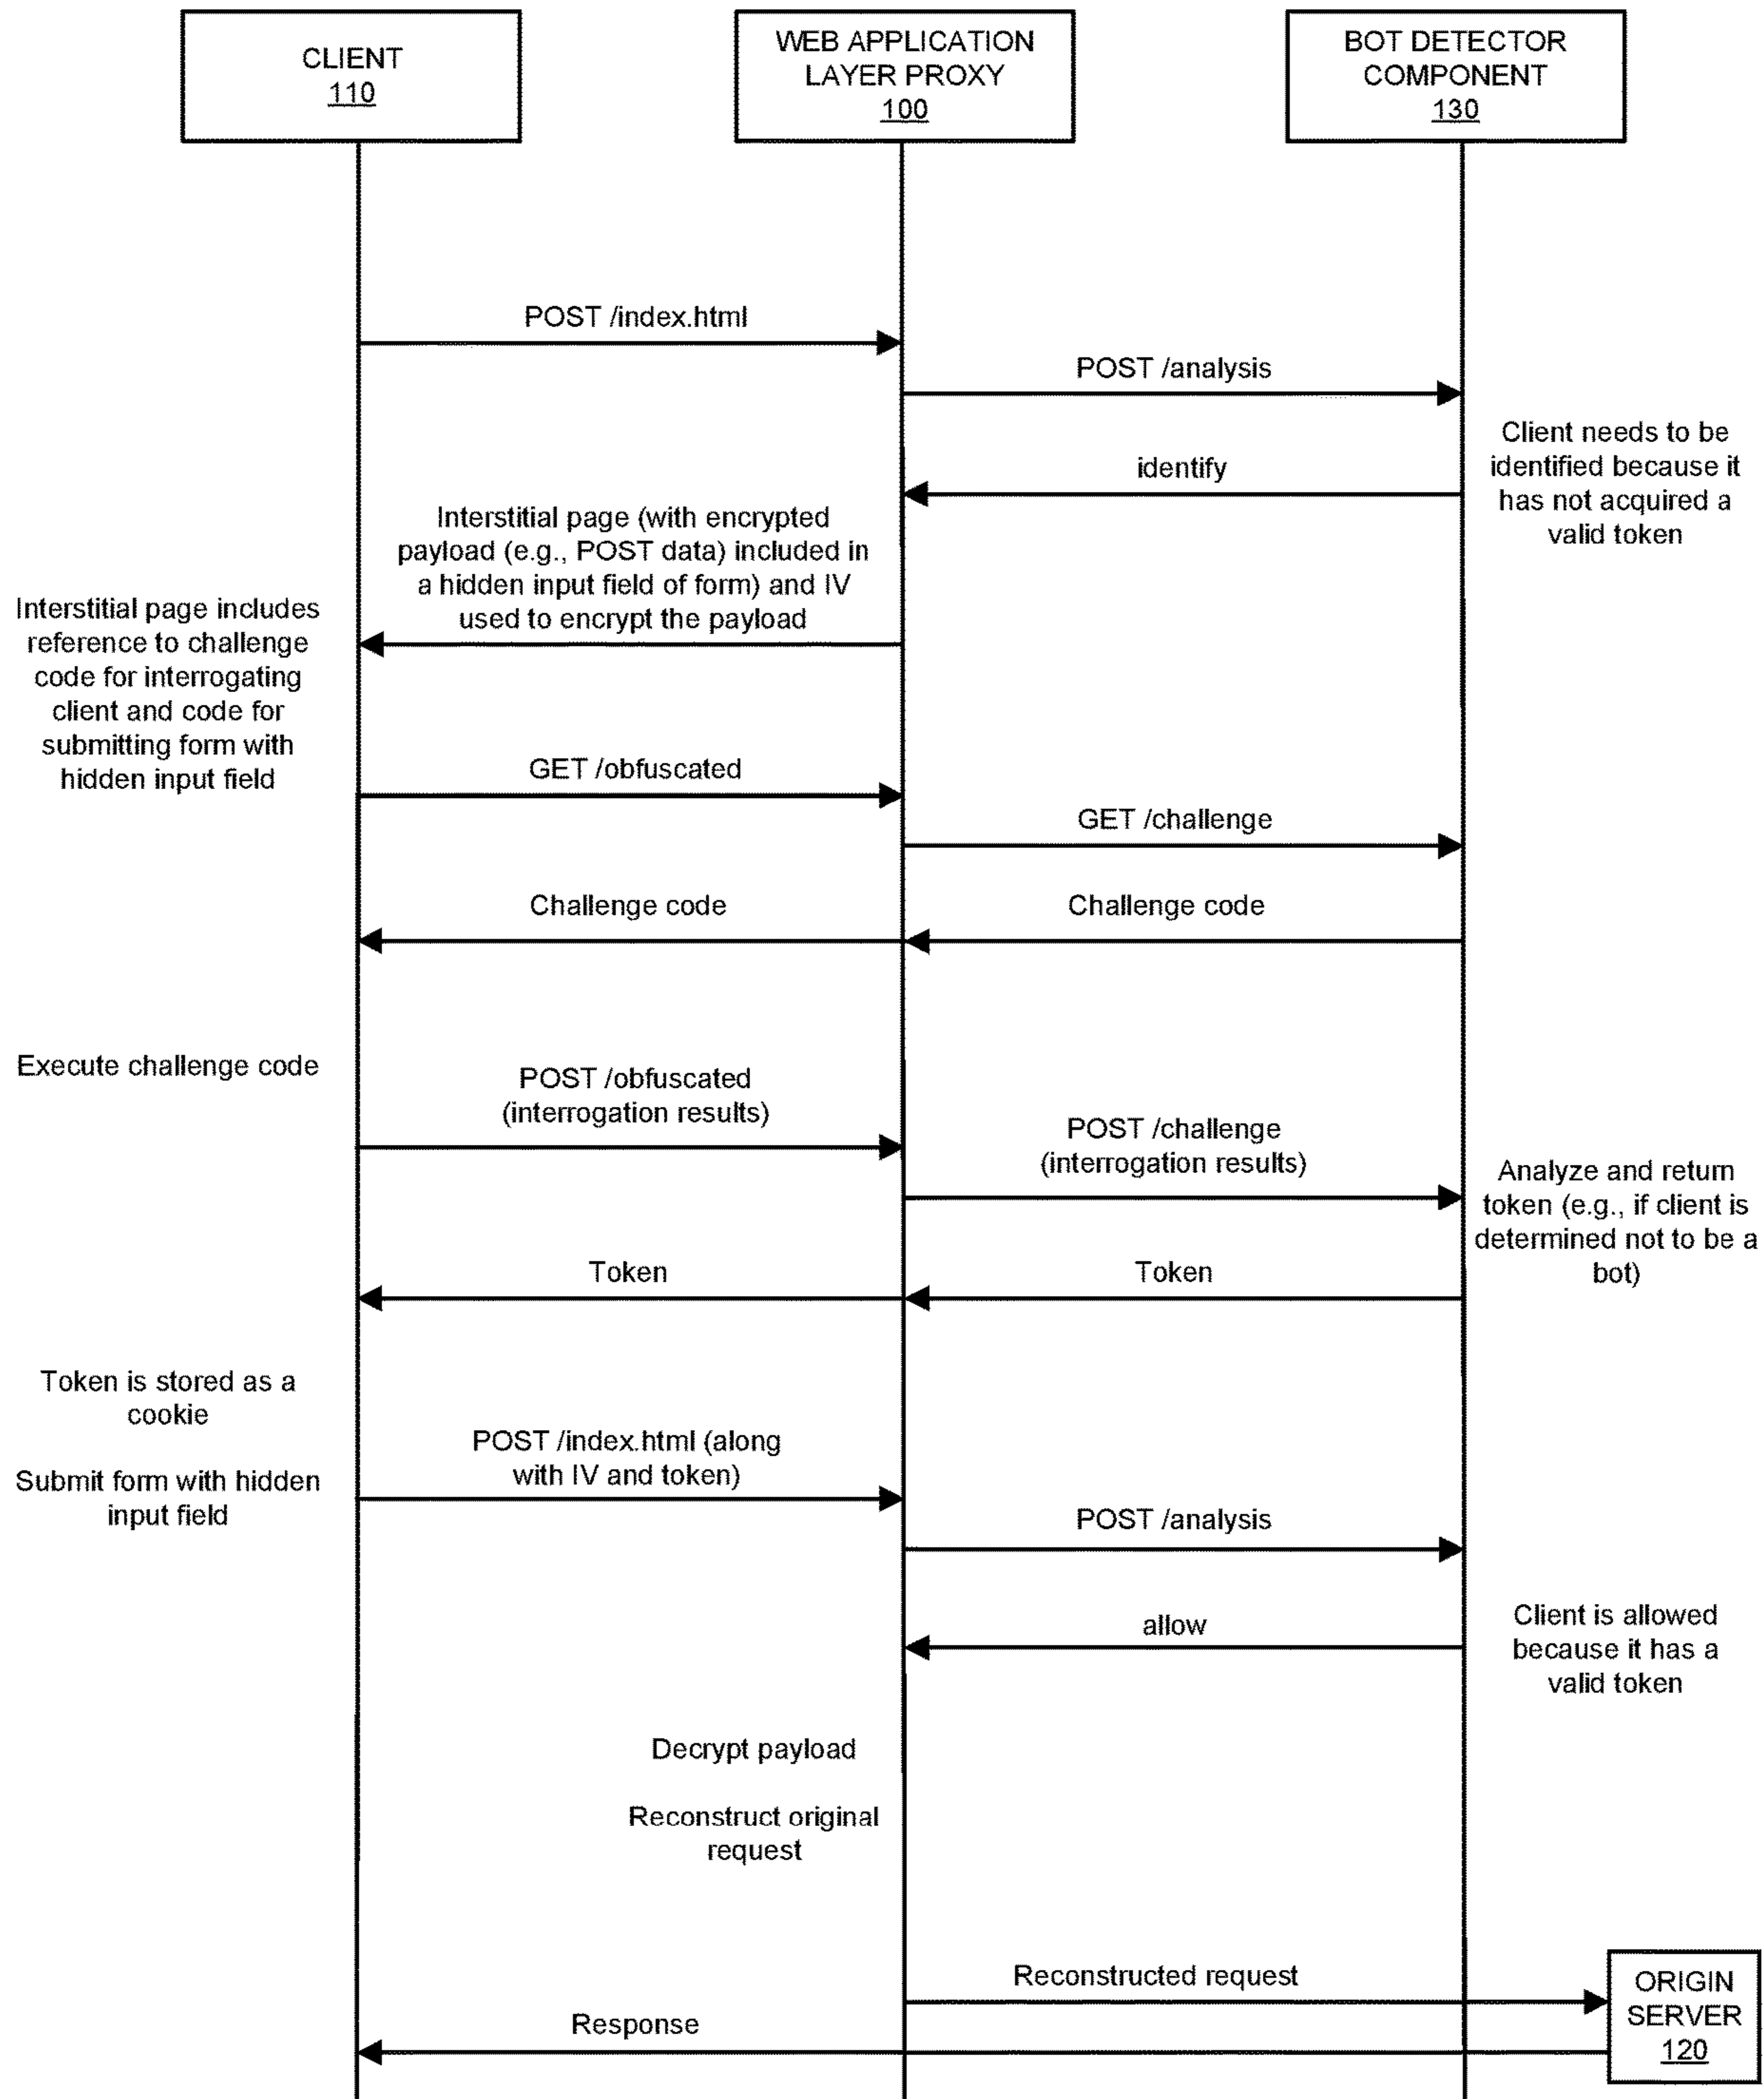 CLIENT
110
WEB APPLICATION
LAYER PROXY
100
BOT DETECTOR
COMPONENT
130
POST /index.html
POST /analysis
Client needs to be
identified because it
has not acquired a
valid token
identify
Interstitial page (with encrypted
payload (e.g., POST data) included in
a hidden input field of form) and IV
used to encrypt the payload
Interstitial page includes
reference to challenge
code for interrogating
client and code for
submitting form with
hidden input field
GET /obfuscated
GET /challenge
Challenge code
Challenge code
Execute challenge code
POST /obfuscated
(interrogation results)
POST /challenge
(interrogation results)
Analyze and return
token (e.g., if client is
determined not to be a
bot)
Token
Token
Token is stored as a
cookie
POST /index.html (along
with IV and token)
Submit form with hidden
input field
POST /analysis
allow
Client is allowed
because it has a
valid token
Decrypt payload
Reconstruct original
request
Reconstructed request
ORIGIN
SERVER
120
Response